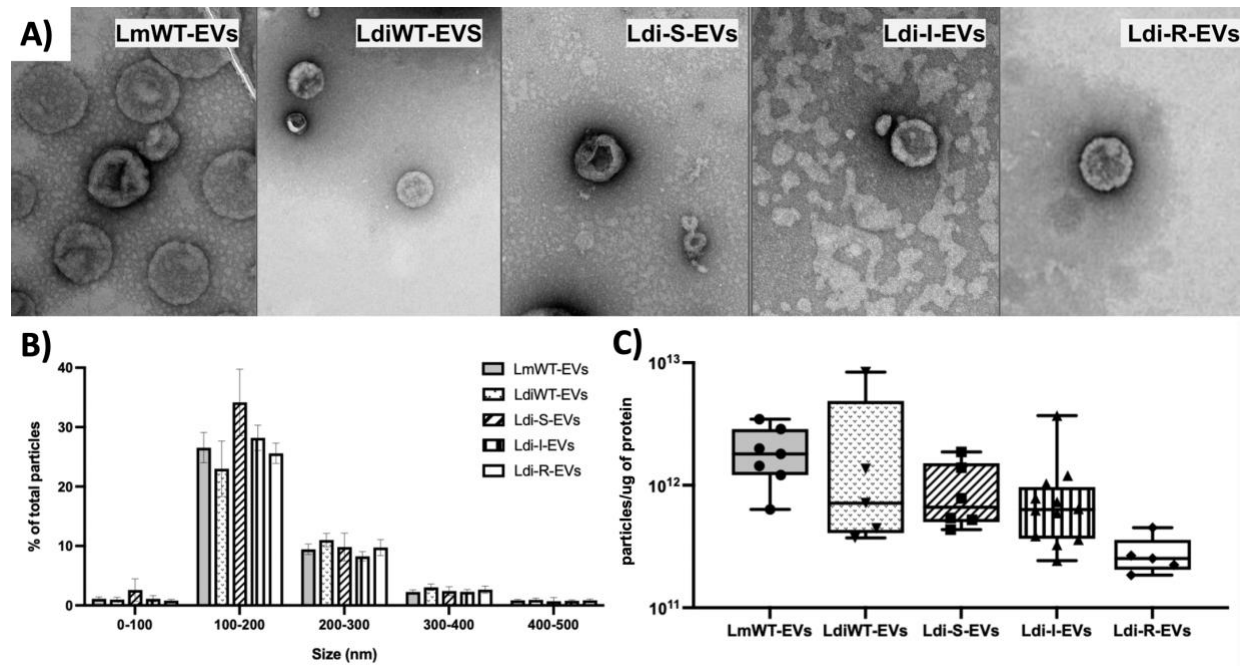 A)
LmWT-EVs
LdiWT-EVS
Ldi-S-EVs
Ldi-I-EVs
Ldi-R-EVs
B)
% of total particles
40
30
20
10
0
0-100
100-200
200-300
300-400
400-500
Size (nm)
LmWT-EVs
LdiWT-EVs
Ldi-S-EVs
Ldi-I-EVs
Ldi-R-EVs
C)
particles/ug of protein
10¹³
10¹²
10¹¹
LmWT-EVs
LdiWT-EVs
Ldi-S-EVs
Ldi-I-EVs
Ldi-R-EVs